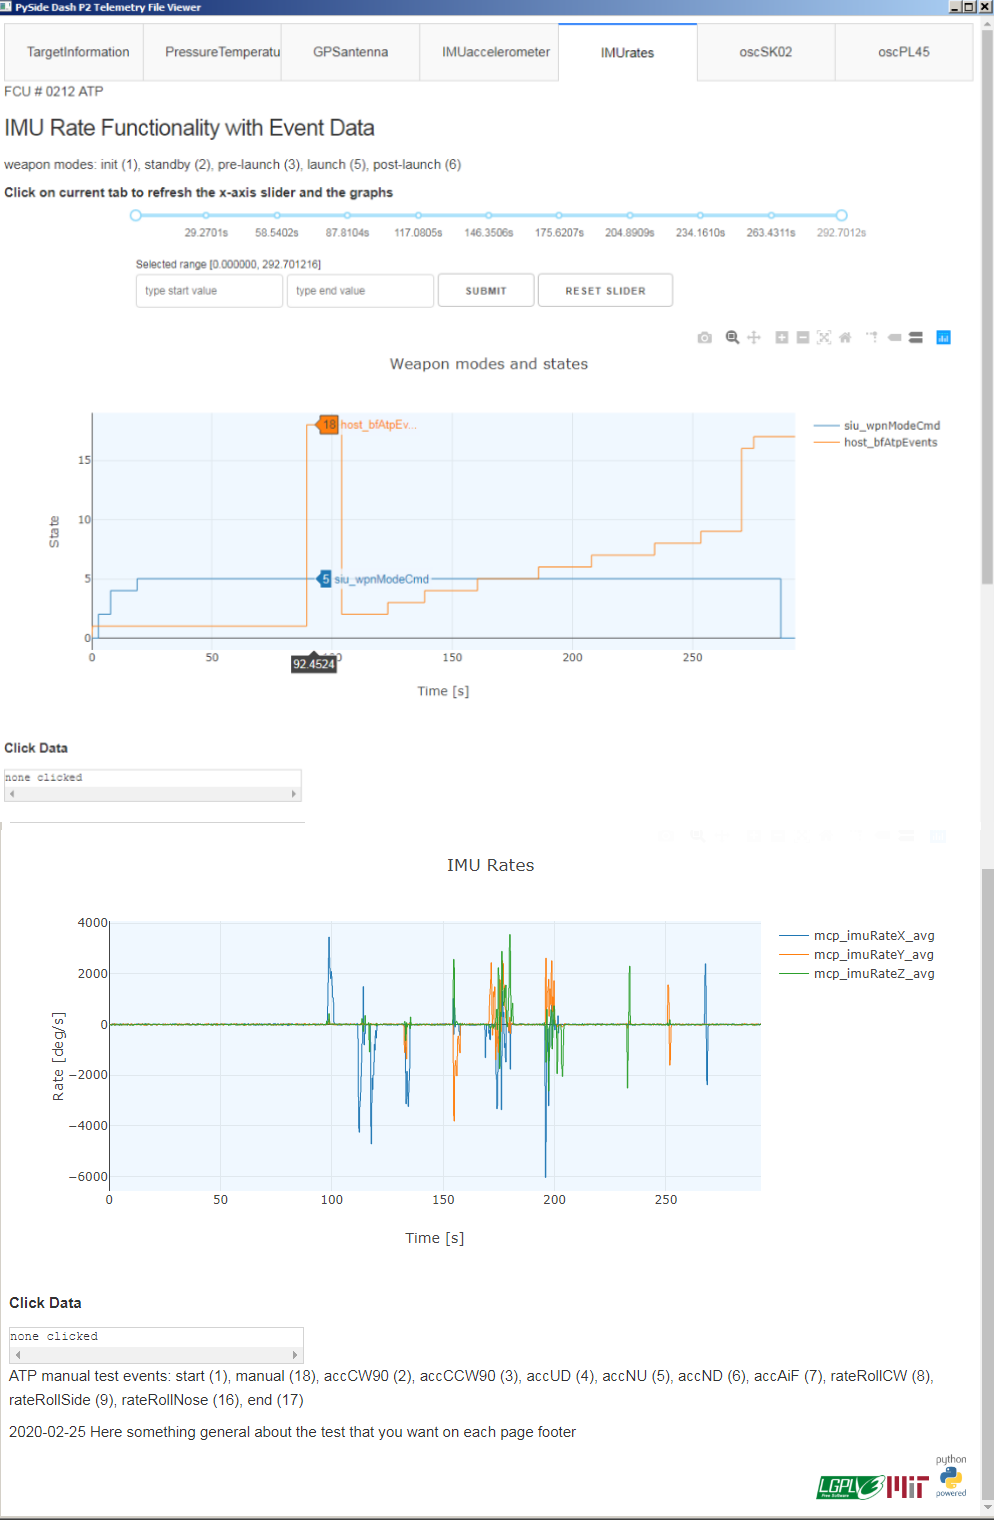 PySide Dash P2 Telemetry File Viewer
TargetInformation PressureTemperatu GPSantenna IMUaccelerometer IMUrates oscSK02 oscPL45
FCU # 0212 ATP
IMU Rate Functionality with Event Data
weapon modes: init (1), standby (2), pre-launch (3), launch (5), post-launch (6)
Click on current tab to refresh the x-axis slider and the graphs
29.2701s 58.5402s 87.8104s 117.0805s 146.3506s 175.6207s 204.8909s 234.1610s 263.4311s 292.7012s
Selected range [0.000000, 292.701216]
type start value type end value SUBMIT RESET SLIDER
Weapon modes and states
siu_wpnModeCmd
host_bfAtpEvents
18 host_bfAtpEv...
15
10
State
5
5 siu_wpnModeCmd
0
0 50 150 200 250
92.4524
Time [s]
Click Data
none clicked
IMU Rates
mcp_imuRateX_avg
mcp_imuRateY_avg
mcp_imuRateZ_avg
4000
2000
0
Rate [deg/s]
−2000
−4000
−6000
0 50 100 150 200 250
Time [s]
Click Data
none clicked
ATP manual test events: start (1), manual (18), accCW90 (2), accCCW90 (3), accUD (4), accNU (5), accND (6), accAiF (7), rateRollCW (8),
rateRollSide (9), rateRollNose (16), end (17)
2020-02-25 Here something general about the test that you want on each page footer
LGPLv3
Free Software
MIT
python
powered